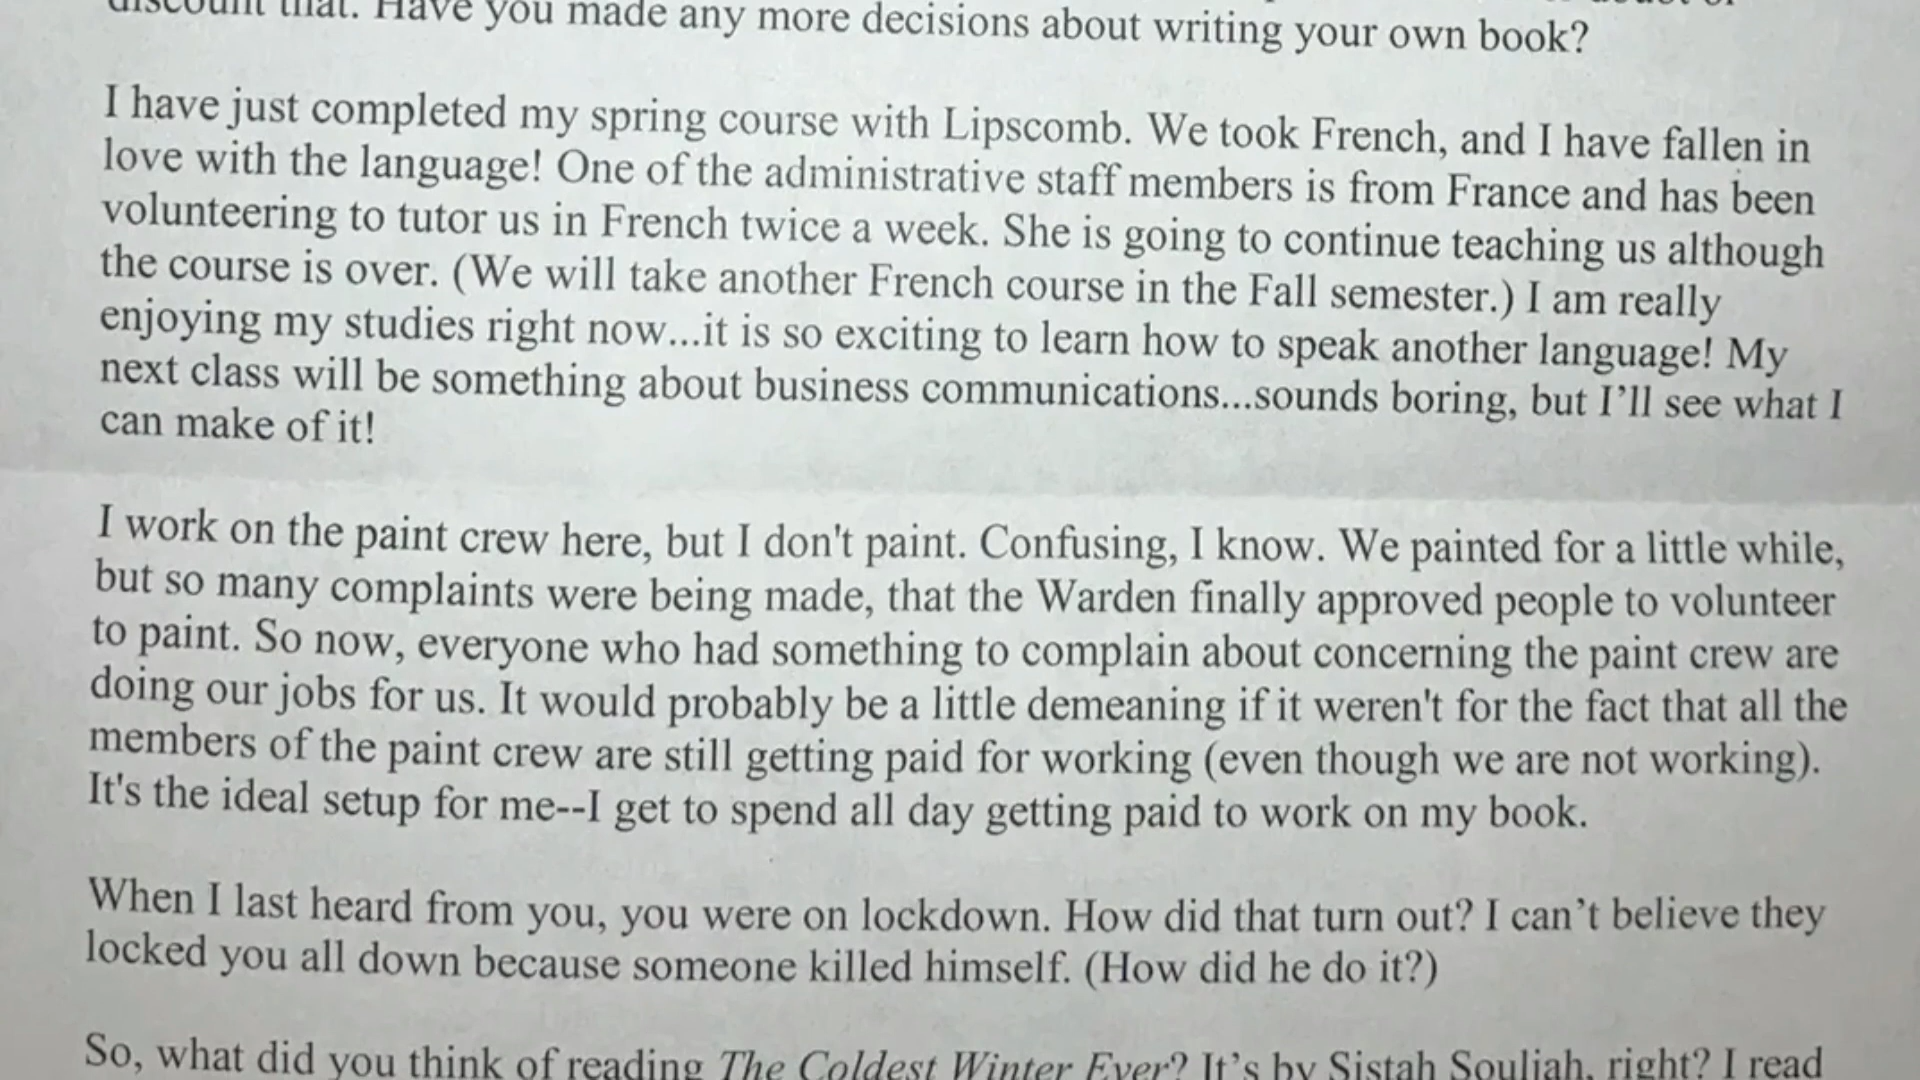 discount that. Have you made any more decisions about writing your own book?
I have just completed my spring course with Lipscomb. We took French, and I have fallen in
love with the language! One of the administrative staff members is from France and has been
volunteering to tutor us in French twice a week. She is going to continue teaching us although
the course is over. (We will take another French course in the Fall semester.) I am really
enjoying my studies right now...it is so exciting to learn how to speak another language! My
next class will be something about business communications...sounds boring, but I’ll see what I
can make of it!
I work on the paint crew here, but I don't paint. Confusing, I know. We painted for a little while,
but so many complaints were being made, that the Warden finally approved people to volunteer
to paint. So now, everyone who had something to complain about concerning the paint crew are
doing our jobs for us. It would probably be a little demeaning if it weren't for the fact that all the
members of the paint crew are still getting paid for working (even though we are not working).
It's the ideal setup for me--I get to spend all day getting paid to work on my book.
When I last heard from you, you were on lockdown. How did that turn out? I can’t believe they
locked you all down because someone killed himself. (How did he do it?)
So, what did you think of reading The Coldest Winter Ever? It’s by Sistah Souljah, right? I read